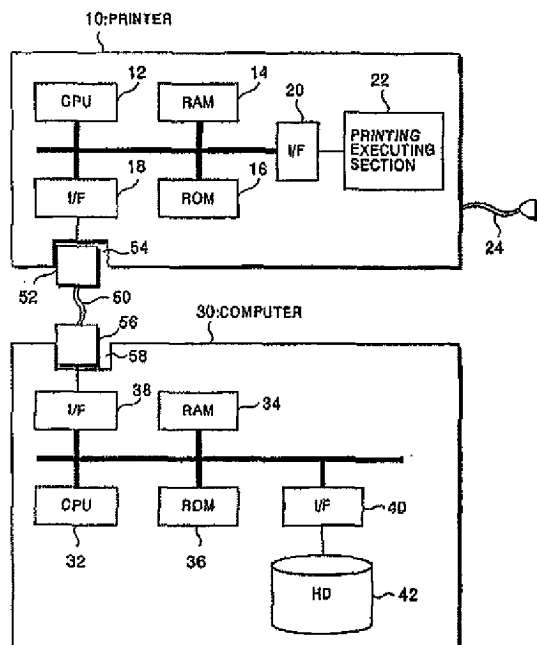 10:PRINTER
12
14
20
22
CPU
RAM
I/F
PRINTING
EXECUTING
SECTION
18
16
I/F
ROM
24
54
52
60
56
30:COMPUTER
58
38
34
I/F
RAM
CPU
ROM
I/F
40
32
36
HD
42